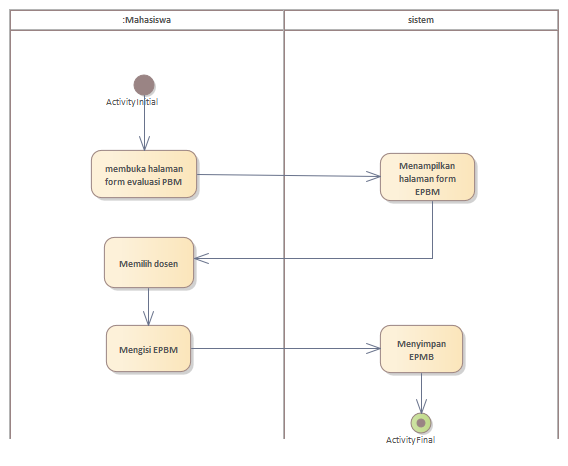 :Mahasiswa
sistem
ActivityInitial
membuka halaman
form evaluasi PBM
Menampilkan
halaman form
EPBM
Memilih dosen
Mengisi EPBM
Menyimpan
EPMB
ActivityFinal